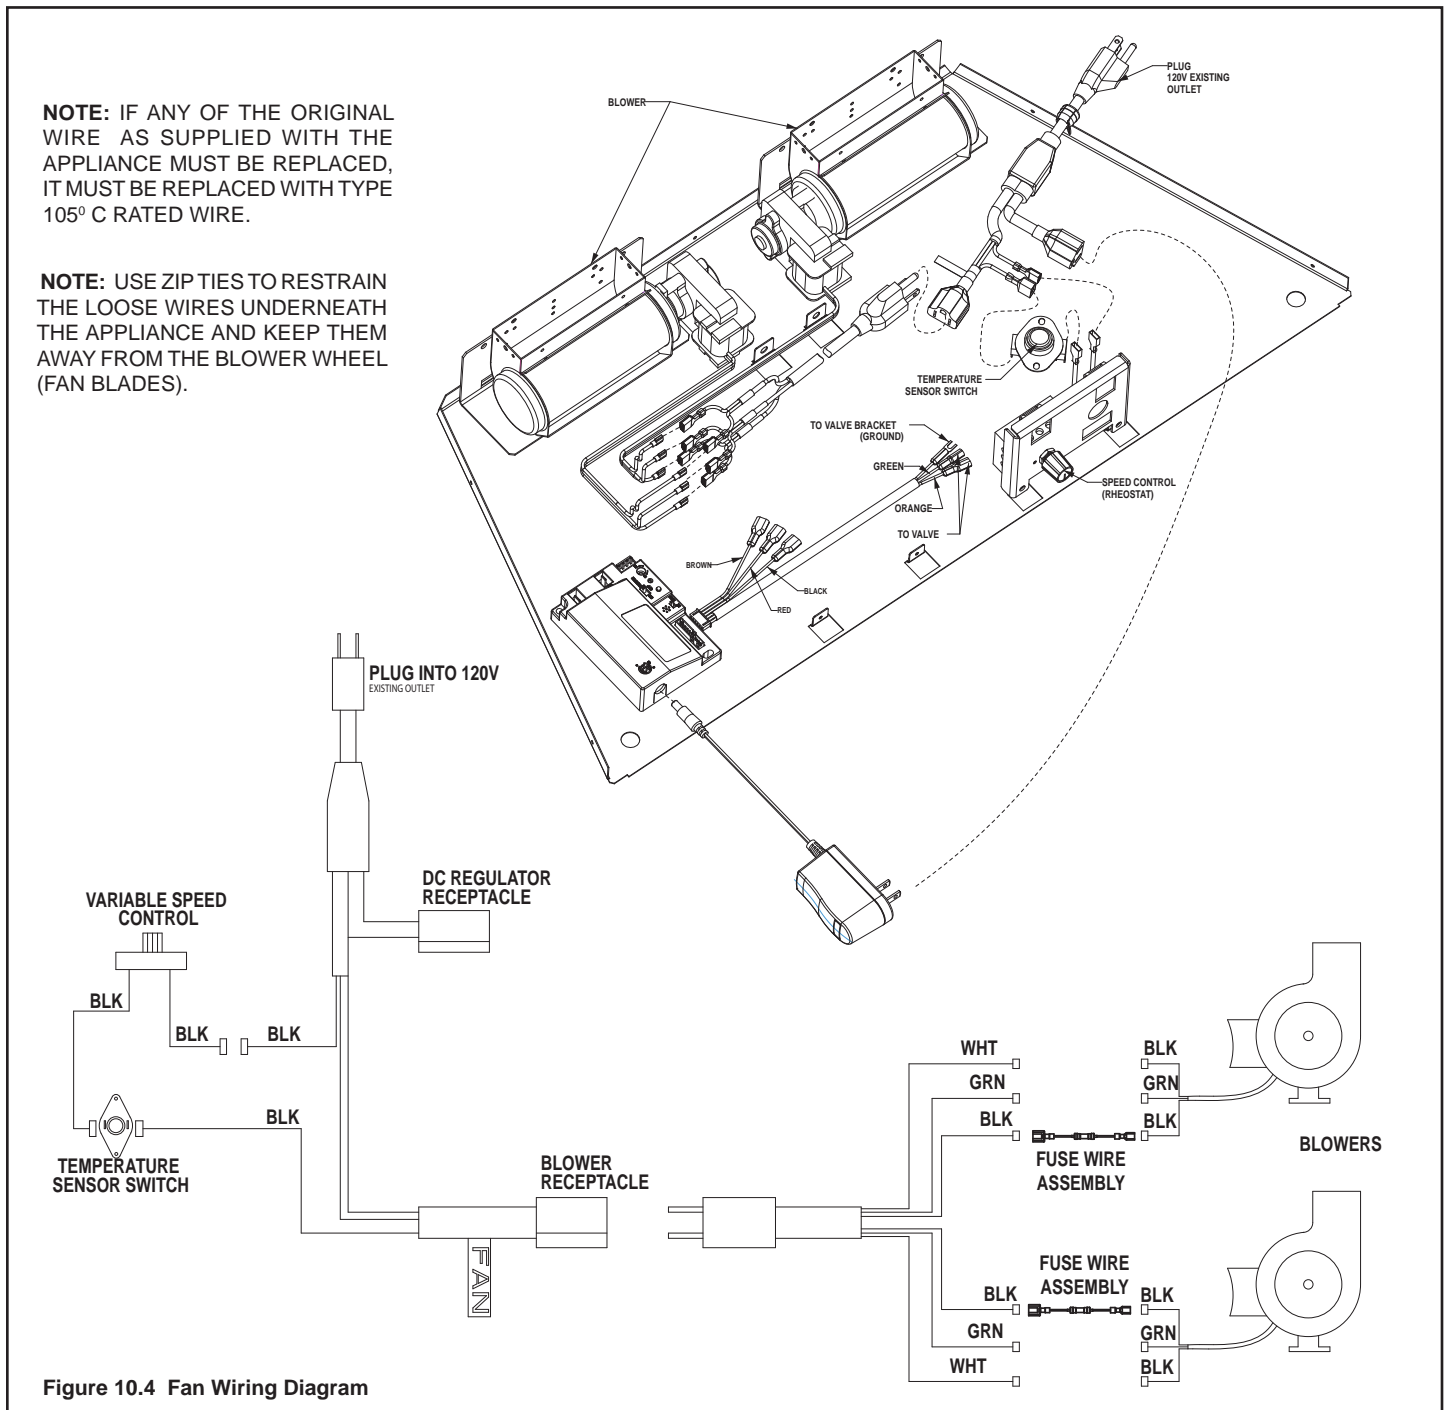 NOTE: IF ANY OF THE ORIGINAL
WIRE AS SUPPLIED WITH THE
APPLIANCE MUST BE REPLACED,
IT MUST BE REPLACED WITH TYPE
105⁰ C RATED WIRE.
NOTE: USE ZIP TIES TO RESTRAIN
THE LOOSE WIRES UNDERNEATH
THE APPLIANCE AND KEEP THEM
AWAY FROM THE BLOWER WHEEL
(FAN BLADES).
BLOWER
PLUG
120V EXISTING
OUTLET
TEMPERATURE
SENSOR SWITCH
TO VALVE BRACKET
(GROUND)
GREEN
ORANGE
TO VALVE
SPEED CONTROL
(RHEOSTAT)
BROWN
BLACK
RED
PLUG INTO 120V
EXISTING OUTLET
DC REGULATOR
RECEPTACLE
VARIABLE SPEED
CONTROL
BLK
BLK
BLK
BLK
TEMPERATURE
SENSOR SWITCH
BLOWER
RECEPTACLE
FAN
WHT
GRN
BLK
BLK
GRN
BLK
FUSE WIRE
ASSEMBLY
BLOWERS
FUSE WIRE
ASSEMBLY
BLK
GRN
WHT
BLK
GRN
BLK
Figure 10.4 Fan Wiring Diagram